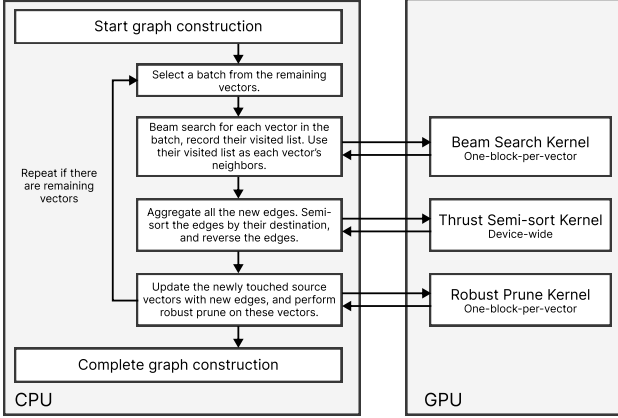 Start graph construction
Select a batch from the remaining
vectors.
Beam search for each vector in the
batch, record their visited list. Use
their visited list as each vector's
neighbors.
Repeat if there
are remaining
vectors
Aggregate all the new edges. Semi-
sort the edges by their destination,
and reverse the edges.
Update the newly touched source
vectors with new edges, and perform
robust prune on these vectors.
Complete graph construction
CPU
Beam Search Kernel
One-block-per-vector
Thrust Semi-sort Kernel
Device-wide
Robust Prune Kernel
One-block-per-vector
GPU